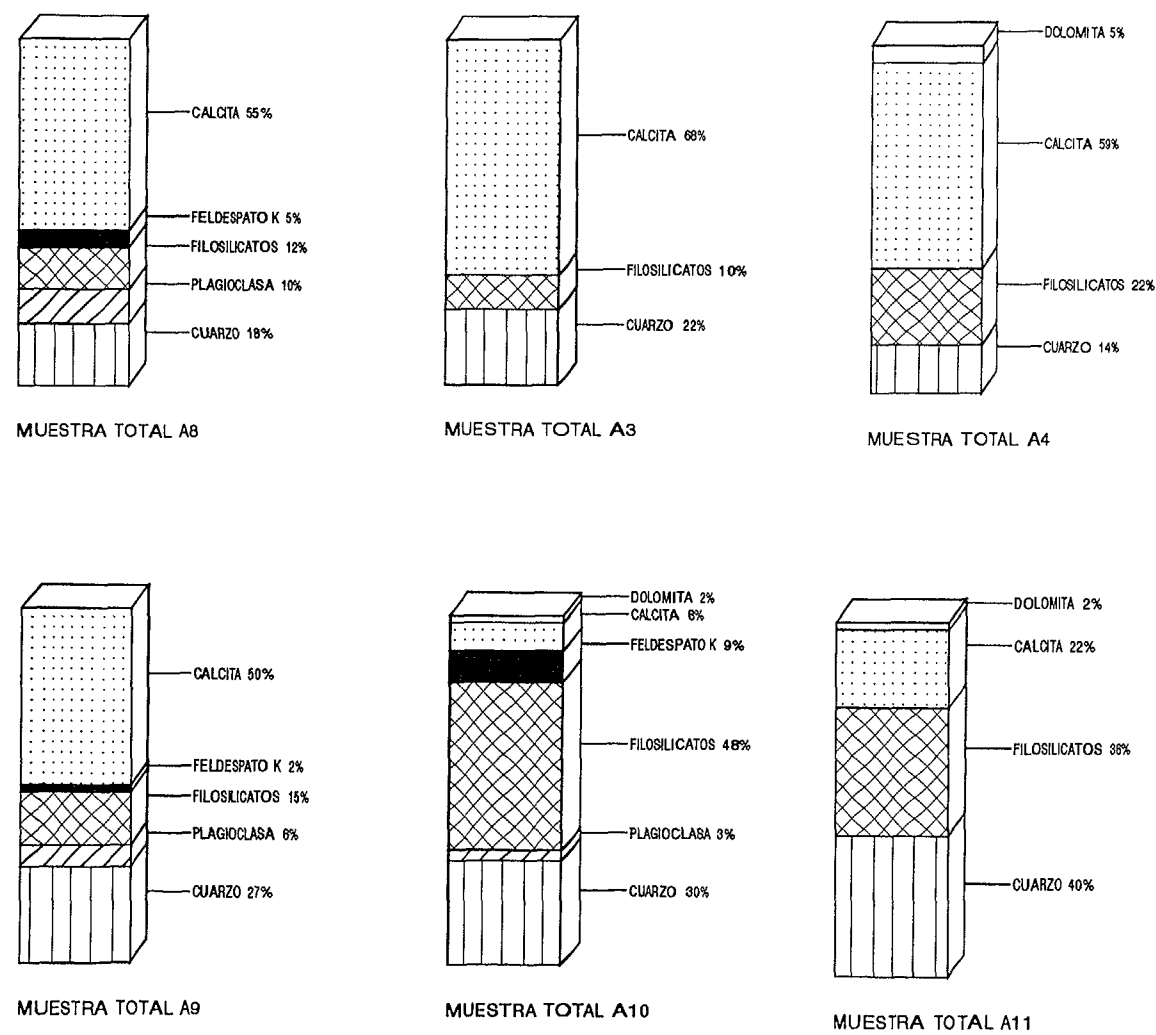 CALCITA 55%
FELDESPATO K 5%
FILOSILICATOS 12%
PLAGIOCLASA 10%
CUARZO 18%
MUESTRA TOTAL A8
CALCITA 68%
FILOSILICATOS 10%
CUARZO 22%
MUESTRA TOTAL A3
DOLOMITA 5%
CALCITA 59%
FILOSILICATOS 22%
CUARZO 14%
MUESTRA TOTAL A4
CALCITA 50%
FELDESPATO K 2%
FILOSILICATOS 15%
PLAGIOCLASA 6%
CUARZO 27%
MUESTRA TOTAL A9
DOLOMITA 2%
CALCITA 8%
FELDESPATO K 9%
FILOSILICATOS 48%
PLAGIOCLASA 3%
CUARZO 30%
MUESTRA TOTAL A10
DOLOMITA 2%
CALCITA 22%
FILOSILICATOS 36%
CUARZO 40%
MUESTRA TOTAL A11